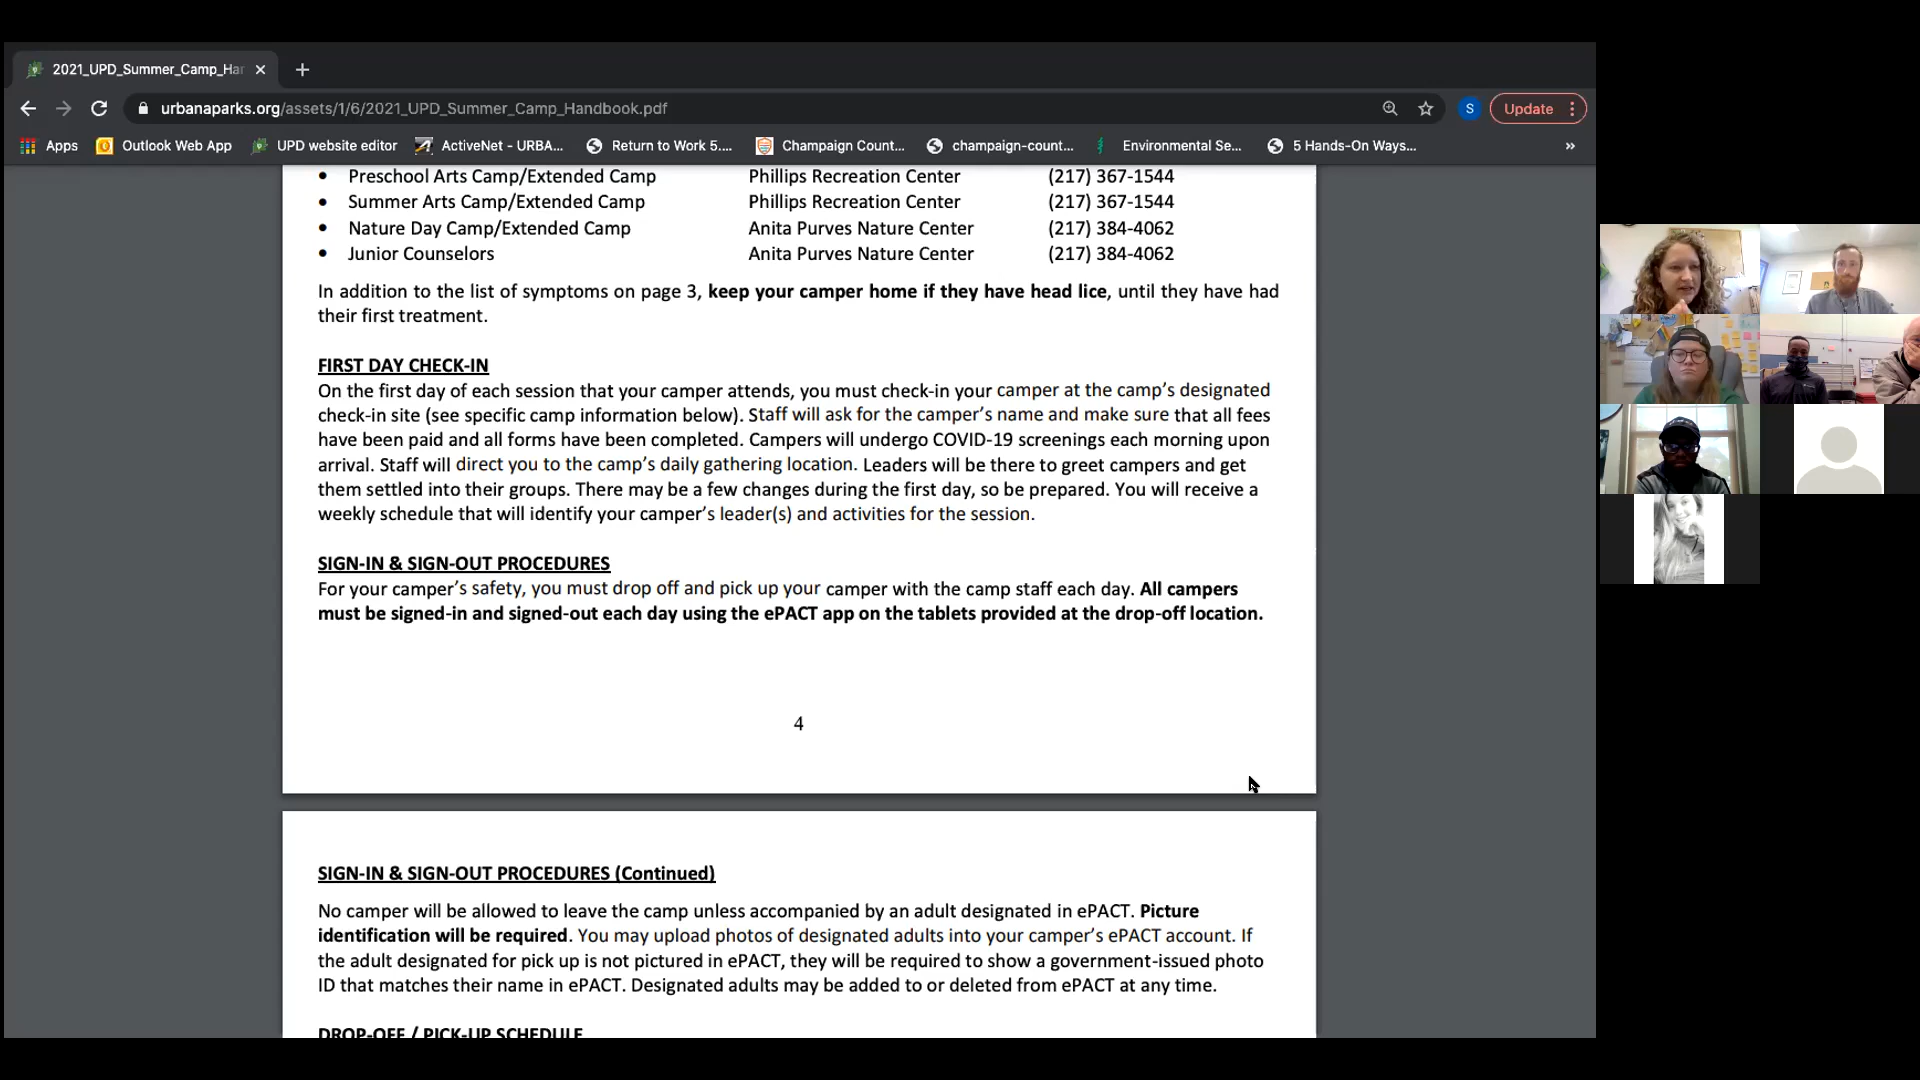 2021_UPD_Summer_Camp_Har
urbanaparks.org/assets/1/6/2021_UPD_Summer_Camp_Handbook.pdf
S
Update
Apps
Outlook Web App
UPD website editor
ActiveNet - URBA...
Return to Work 5....
Champaign Count...
champaign-count...
Environmental Se...
5 Hands-On Ways...
»
• Preschool Arts Camp/Extended Camp Phillips Recreation Center (217) 367-1544
• Summer Arts Camp/Extended Camp Phillips Recreation Center (217) 367-1544
• Nature Day Camp/Extended Camp Anita Purves Nature Center (217) 384-4062
• Junior Counselors Anita Purves Nature Center (217) 384-4062
In addition to the list of symptoms on page 3, keep your camper home if they have head lice, until they have had
their first treatment.
FIRST DAY CHECK-IN
On the first day of each session that your camper attends, you must check-in your camper at the camp's designated
check-in site (see specific camp information below). Staff will ask for the camper's name and make sure that all fees
have been paid and all forms have been completed. Campers will undergo COVID-19 screenings each morning upon
arrival. Staff will direct you to the camp's daily gathering location. Leaders will be there to greet campers and get
them settled into their groups. There may be a few changes during the first day, so be prepared. You will receive a
weekly schedule that will identify your camper's leader(s) and activities for the session.
SIGN-IN & SIGN-OUT PROCEDURES
For your camper's safety, you must drop off and pick up your camper with the camp staff each day. All campers
must be signed-in and signed-out each day using the ePACT app on the tablets provided at the drop-off location.
4
SIGN-IN & SIGN-OUT PROCEDURES (Continued)
No camper will be allowed to leave the camp unless accompanied by an adult designated in ePACT. Picture
identification will be required. You may upload photos of designated adults into your camper's ePACT account. If
the adult designated for pick up is not pictured in ePACT, they will be required to show a government-issued photo
ID that matches their name in ePACT. Designated adults may be added to or deleted from ePACT at any time.
DROP-OFF / PICK-UP SCHEDULE